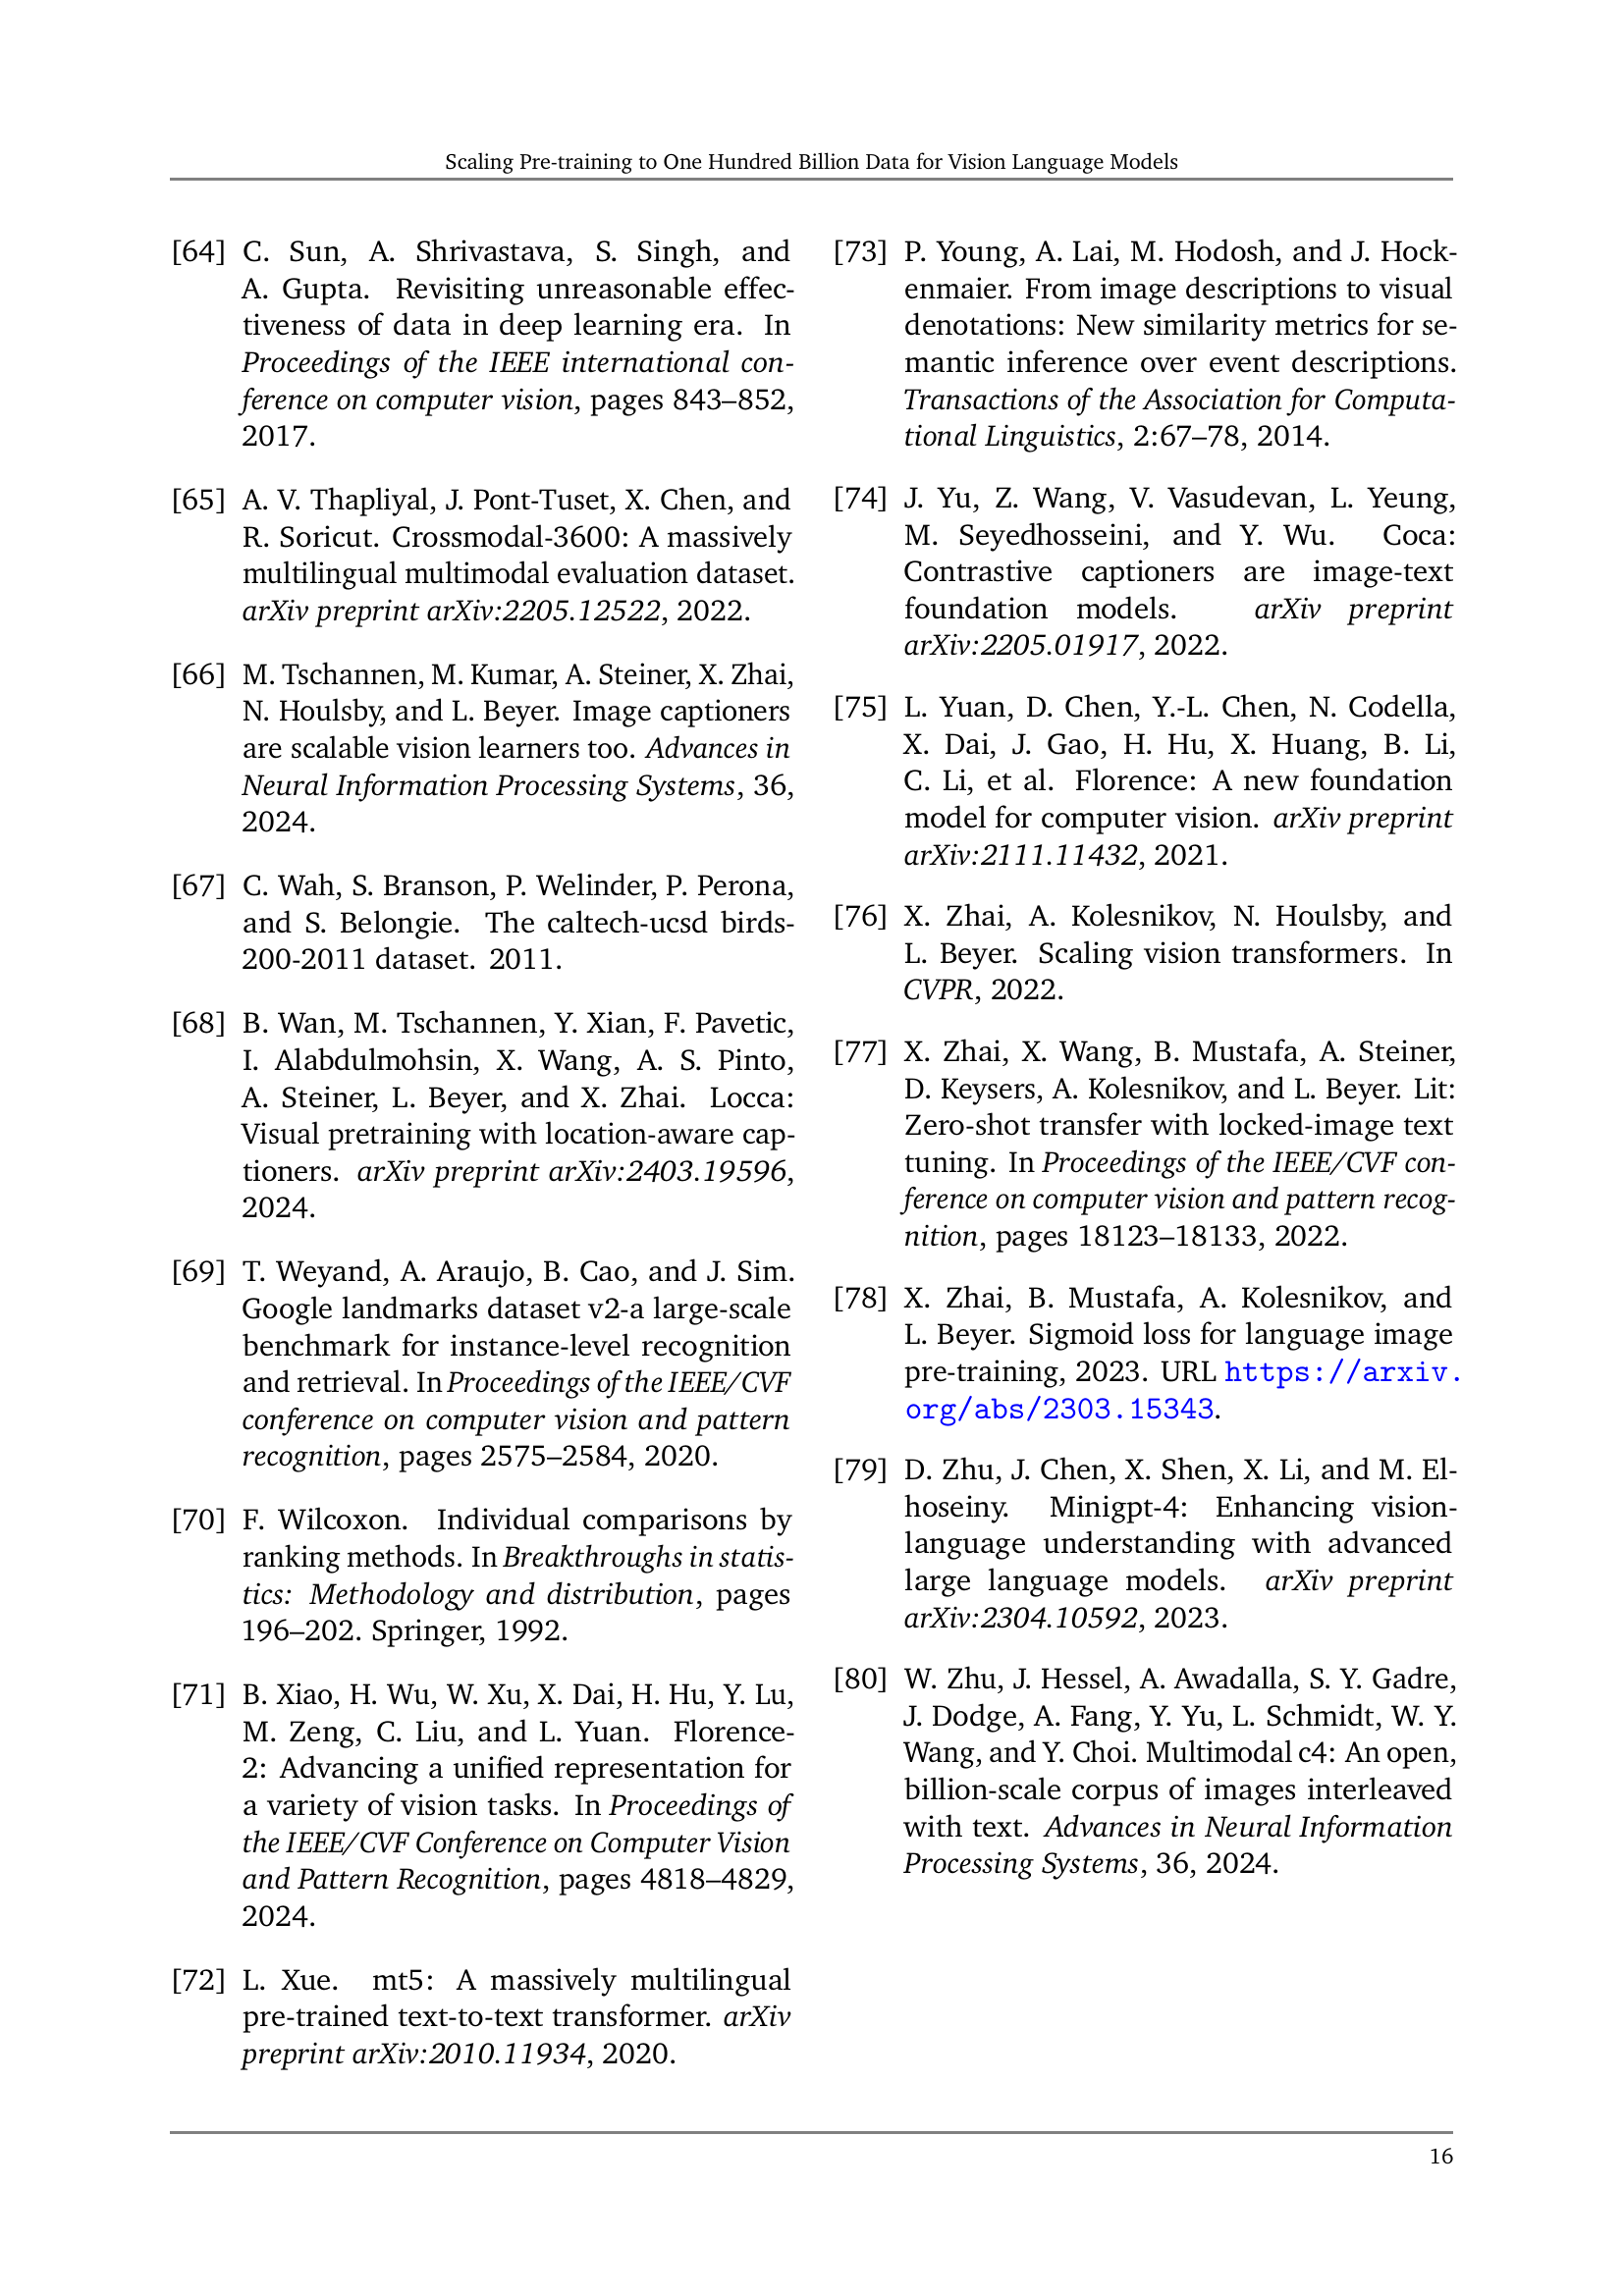 Scaling Pre-training to One Hundred Billion Data for Vision Language Models
[64] C. Sun, A. Shrivastava, S. Singh, and
A. Gupta. Revisiting unreasonable effec-
tiveness of data in deep learning era. In
Proceedings of the IEEE international con-
ference on computer vision, pages 843–852,
2017.
[65] A. V. Thapliyal, J. Pont-Tuset, X. Chen, and
R. Soricut. Crossmodal-3600: A massively
multilingual multimodal evaluation dataset.
arXiv preprint arXiv:2205.12522, 2022.
[66] M. Tschannen, M. Kumar, A. Steiner, X. Zhai,
N. Houlsby, and L. Beyer. Image captioners
are scalable vision learners too. Advances in
Neural Information Processing Systems, 36,
2024.
[67] C. Wah, S. Branson, P. Welinder, P. Perona,
and S. Belongie. The caltech-ucsd birds-
200-2011 dataset. 2011.
[68] B. Wan, M. Tschannen, Y. Xian, F. Pavetic,
I. Alabdulmohsin, X. Wang, A. S. Pinto,
A. Steiner, L. Beyer, and X. Zhai. Locca:
Visual pretraining with location-aware cap-
tioners. arXiv preprint arXiv:2403.19596,
2024.
[69] T. Weyand, A. Araujo, B. Cao, and J. Sim.
Google landmarks dataset v2-a large-scale
benchmark for instance-level recognition
and retrieval. In Proceedings of the IEEE/CVF
conference on computer vision and pattern
recognition, pages 2575–2584, 2020.
[70] F. Wilcoxon. Individual comparisons by
ranking methods. In Breakthroughs in statis-
tics: Methodology and distribution, pages
196–202. Springer, 1992.
[71] B. Xiao, H. Wu, W. Xu, X. Dai, H. Hu, Y. Lu,
M. Zeng, C. Liu, and L. Yuan. Florence-
2: Advancing a unified representation for
a variety of vision tasks. In Proceedings of
the IEEE/CVF Conference on Computer Vision
and Pattern Recognition, pages 4818–4829,
2024.
[72] L. Xue. mt5: A massively multilingual
pre-trained text-to-text transformer. arXiv
preprint arXiv:2010.11934, 2020.
[73] P. Young, A. Lai, M. Hodosh, and J. Hock-
enmaier. From image descriptions to visual
denotations: New similarity metrics for se-
mantic inference over event descriptions.
Transactions of the Association for Computa-
tional Linguistics, 2:67–78, 2014.
[74] J. Yu, Z. Wang, V. Vasudevan, L. Yeung,
M. Seyedhosseini, and Y. Wu. Coca:
Contrastive captioners are image-text
foundation models. arXiv preprint
arXiv:2205.01917, 2022.
[75] L. Yuan, D. Chen, Y.-L. Chen, N. Codella,
X. Dai, J. Gao, H. Hu, X. Huang, B. Li,
C. Li, et al. Florence: A new foundation
model for computer vision. arXiv preprint
arXiv:2111.11432, 2021.
[76] X. Zhai, A. Kolesnikov, N. Houlsby, and
L. Beyer. Scaling vision transformers. In
CVPR, 2022.
[77] X. Zhai, X. Wang, B. Mustafa, A. Steiner,
D. Keysers, A. Kolesnikov, and L. Beyer. Lit:
Zero-shot transfer with locked-image text
tuning. In Proceedings of the IEEE/CVF con-
ference on computer vision and pattern recog-
nition, pages 18123–18133, 2022.
[78] X. Zhai, B. Mustafa, A. Kolesnikov, and
L. Beyer. Sigmoid loss for language image
pre-training, 2023. URL https://arxiv.
org/abs/2303.15343.
[79] D. Zhu, J. Chen, X. Shen, X. Li, and M. El-
hoseiny. Minigpt-4: Enhancing vision-
language understanding with advanced
large language models. arXiv preprint
arXiv:2304.10592, 2023.
[80] W. Zhu, J. Hessel, A. Awadalla, S. Y. Gadre,
J. Dodge, A. Fang, Y. Yu, L. Schmidt, W. Y.
Wang, and Y. Choi. Multimodal c4: An open,
billion-scale corpus of images interleaved
with text. Advances in Neural Information
Processing Systems, 36, 2024.
16